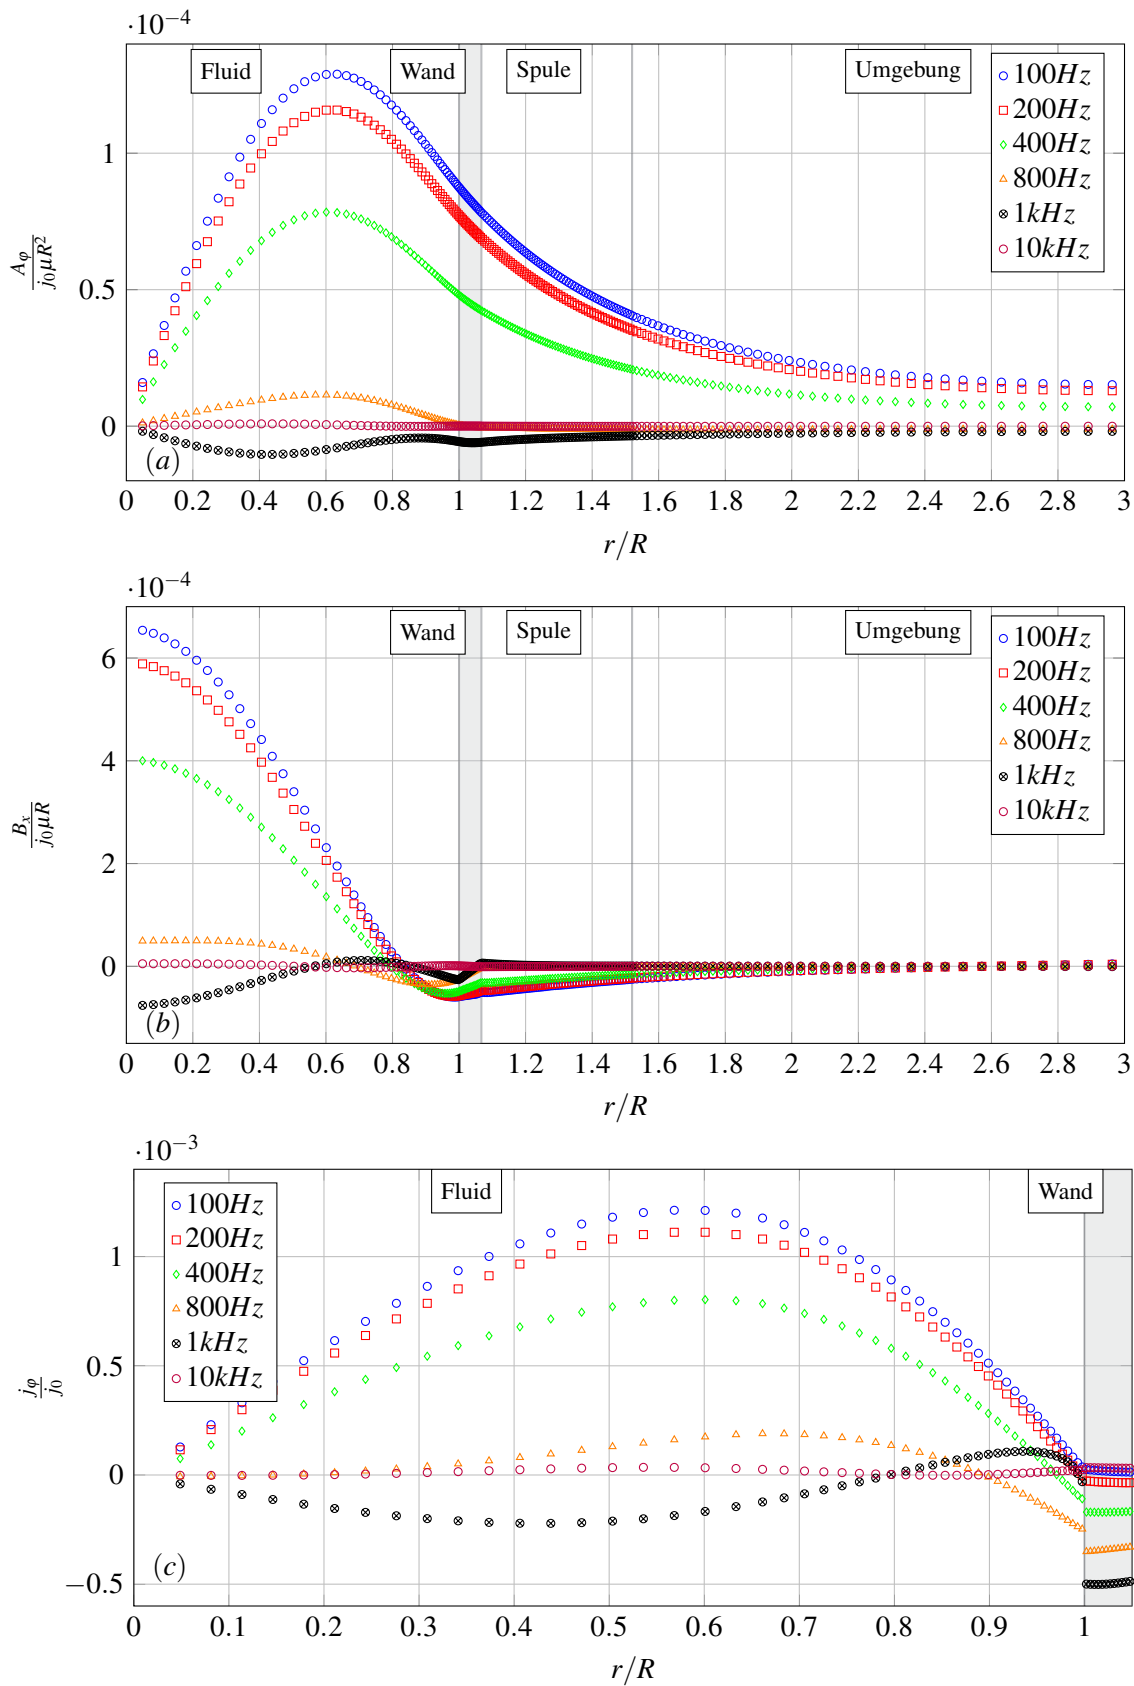 ·10⁻⁴
Fluid Wand Spule Umgebung
100Hz
200Hz
400Hz
800Hz
1kHz
10kHz
1
0.5
0
A_φ / j₀μR²
(a)
0 0.2 0.4 0.6 0.8 1 1.2 1.4 1.6 1.8 2 2.2 2.4 2.6 2.8 3
r/R
·10⁻⁴
Wand Spule Umgebung
100Hz
200Hz
400Hz
800Hz
1kHz
10kHz
6
4
2
0
B_x / j₀μR
(b)
0 0.2 0.4 0.6 0.8 1 1.2 1.4 1.6 1.8 2 2.2 2.4 2.6 2.8 3
r/R
·10⁻³
Fluid Wand
100Hz
200Hz
400Hz
800Hz
1kHz
10kHz
1
0.5
0
−0.5
j_φ / j₀
(c)
0 0.1 0.2 0.3 0.4 0.5 0.6 0.7 0.8 0.9 1
r/R